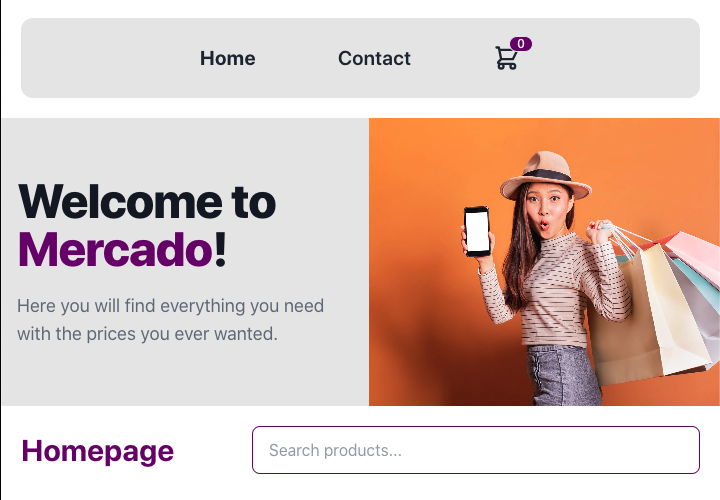 Home
Contact
0
Welcome to
Mercado!
Here you will find everything you need
with the prices you ever wanted.
Homepage
Search products...